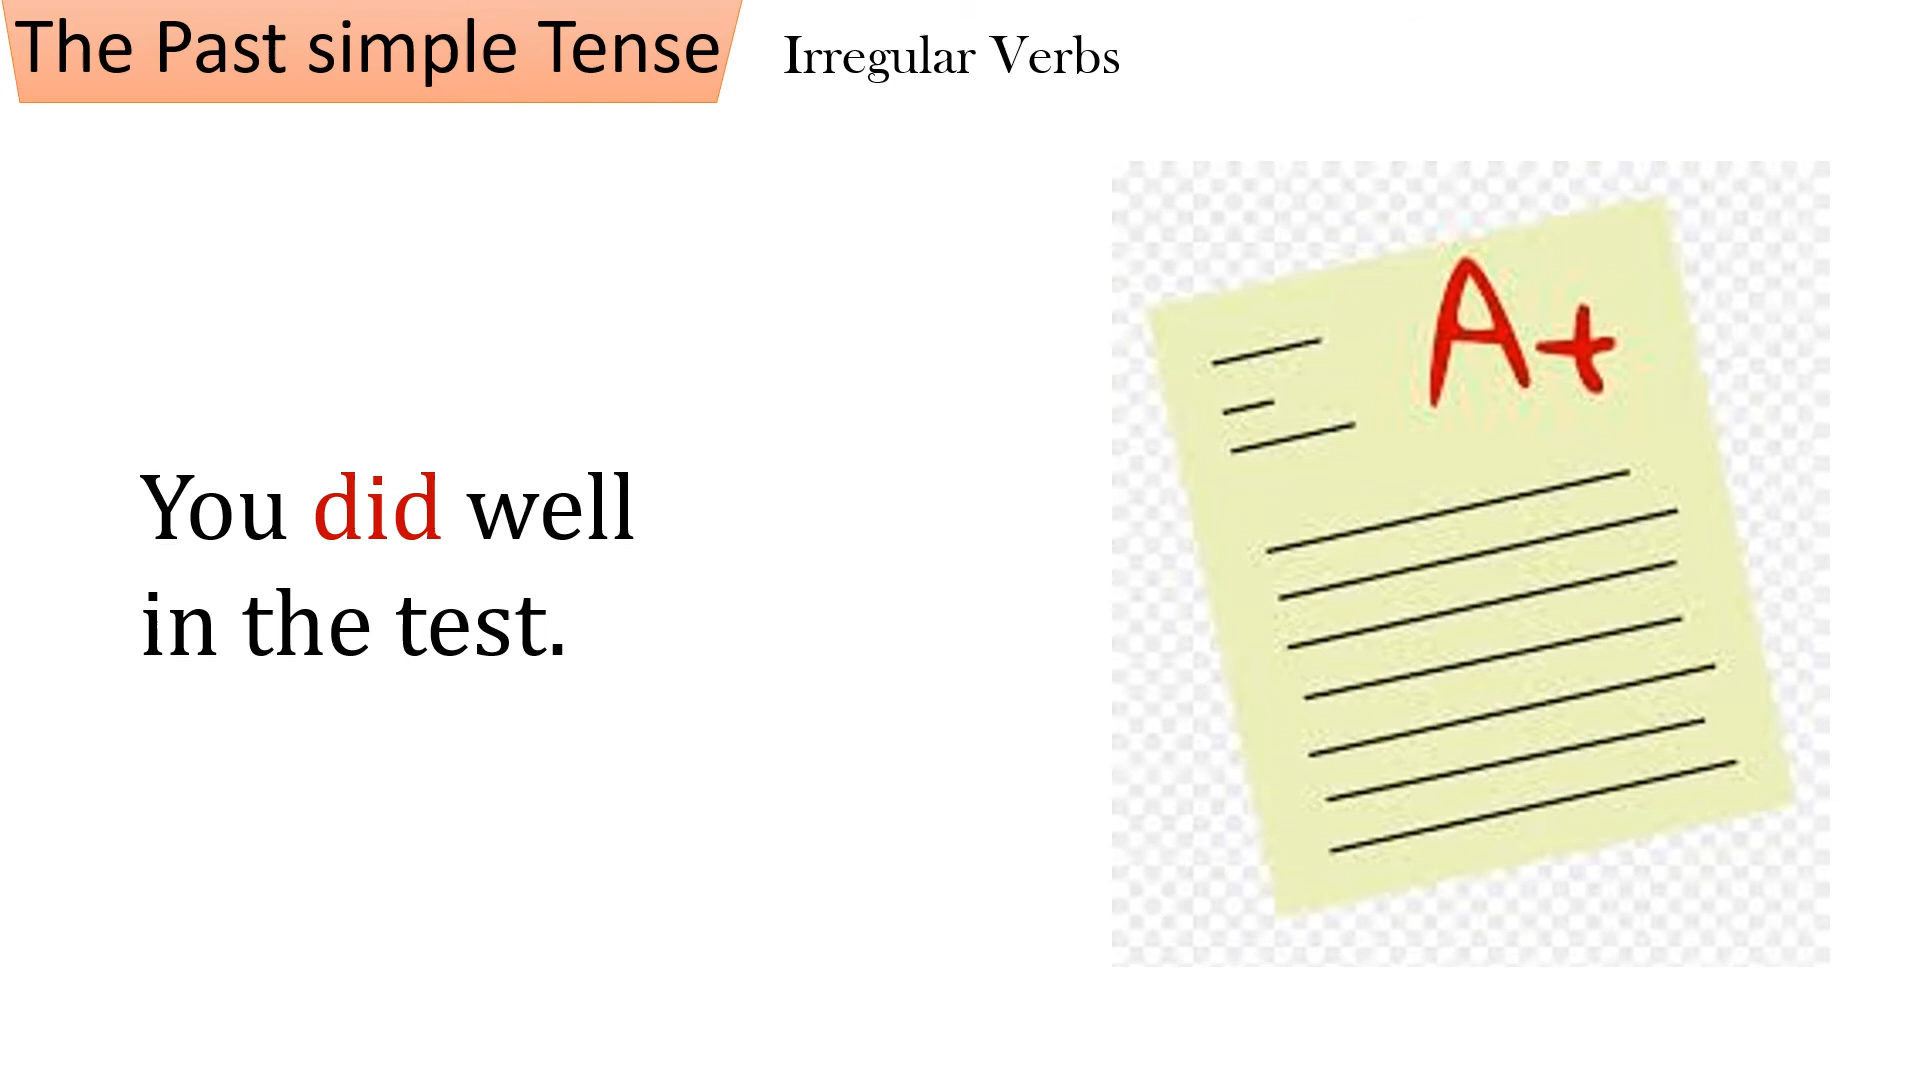 The Past simple Tense
Irregular Verbs
A+
You did well
in the test.